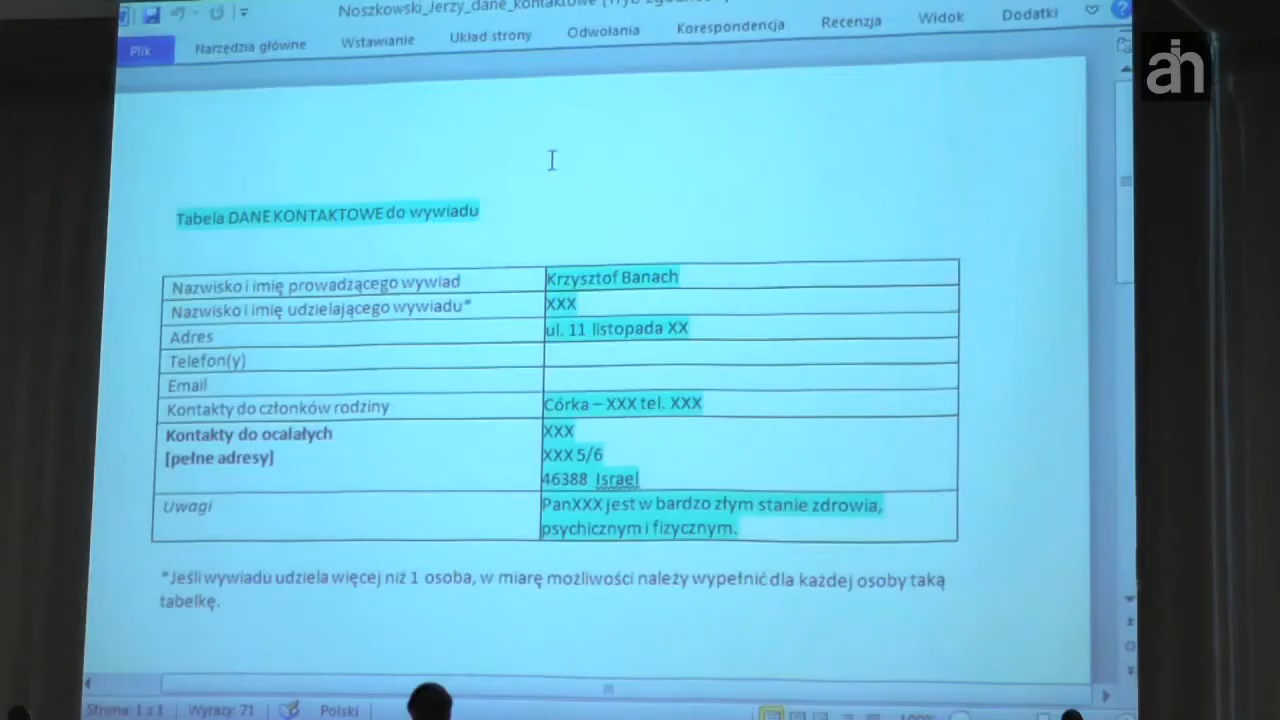 Noszkowski_Jerzy_dane_kontaktowe [Tryb
Plik Narzędzia główne Wstawianie Układ strony Odwołania Korespondencja Recenzja Widok Dodatki
ain
Tabela DANE KONTAKTOWE do wywiadu
Nazwisko i imię prowadzącego wywiad Krzysztof Banach
Nazwisko i imię udzielającego wywiadu* XXX
Adres ul. 11 listopada XX
Telefon(y)
Email
Kontakty do członków rodziny Córka – XXX tel. XXX
Kontakty do ocalałych XXX
[pełne adresy] XXX 5/6
46388 Israel
Uwagi PanXXX jest w bardzo złym stanie zdrowia,
psychicznym i fizycznym.
*Jeśli wywiadu udziela więcej niż 1 osoba, w miarę możliwości należy wypełnić dla każdej osoby taką
tabelkę.
Strona: 1 z 1 Wyrazy: 71 Polski